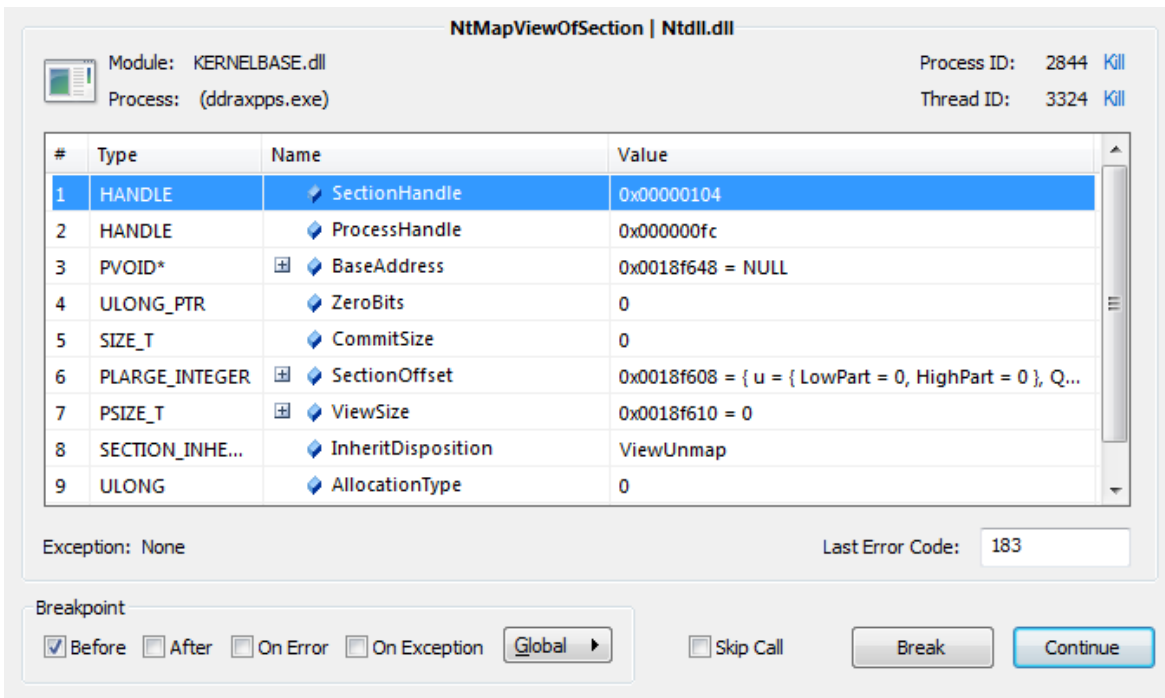 NtMapViewOfSection | Ntdll.dll
Module: KERNELBASE.dll Process ID: 2844 Kill
Process: (ddraxpps.exe) Thread ID: 3324 Kill
# Type Name Value
1 HANDLE SectionHandle 0x00000104
2 HANDLE ProcessHandle 0x000000fc
3 PVOID* BaseAddress 0x0018f648 = NULL
4 ULONG_PTR ZeroBits 0
5 SIZE_T CommitSize 0
6 PLARGE_INTEGER SectionOffset 0x0018f608 = { u = { LowPart = 0, HighPart = 0 }, Q...
7 PSIZE_T ViewSize 0x0018f610 = 0
8 SECTION_INHE... InheritDisposition ViewUnmap
9 ULONG AllocationType 0
Exception: None Last Error Code: 183
Breakpoint
Before After On Error On Exception Global Skip Call Break Continue